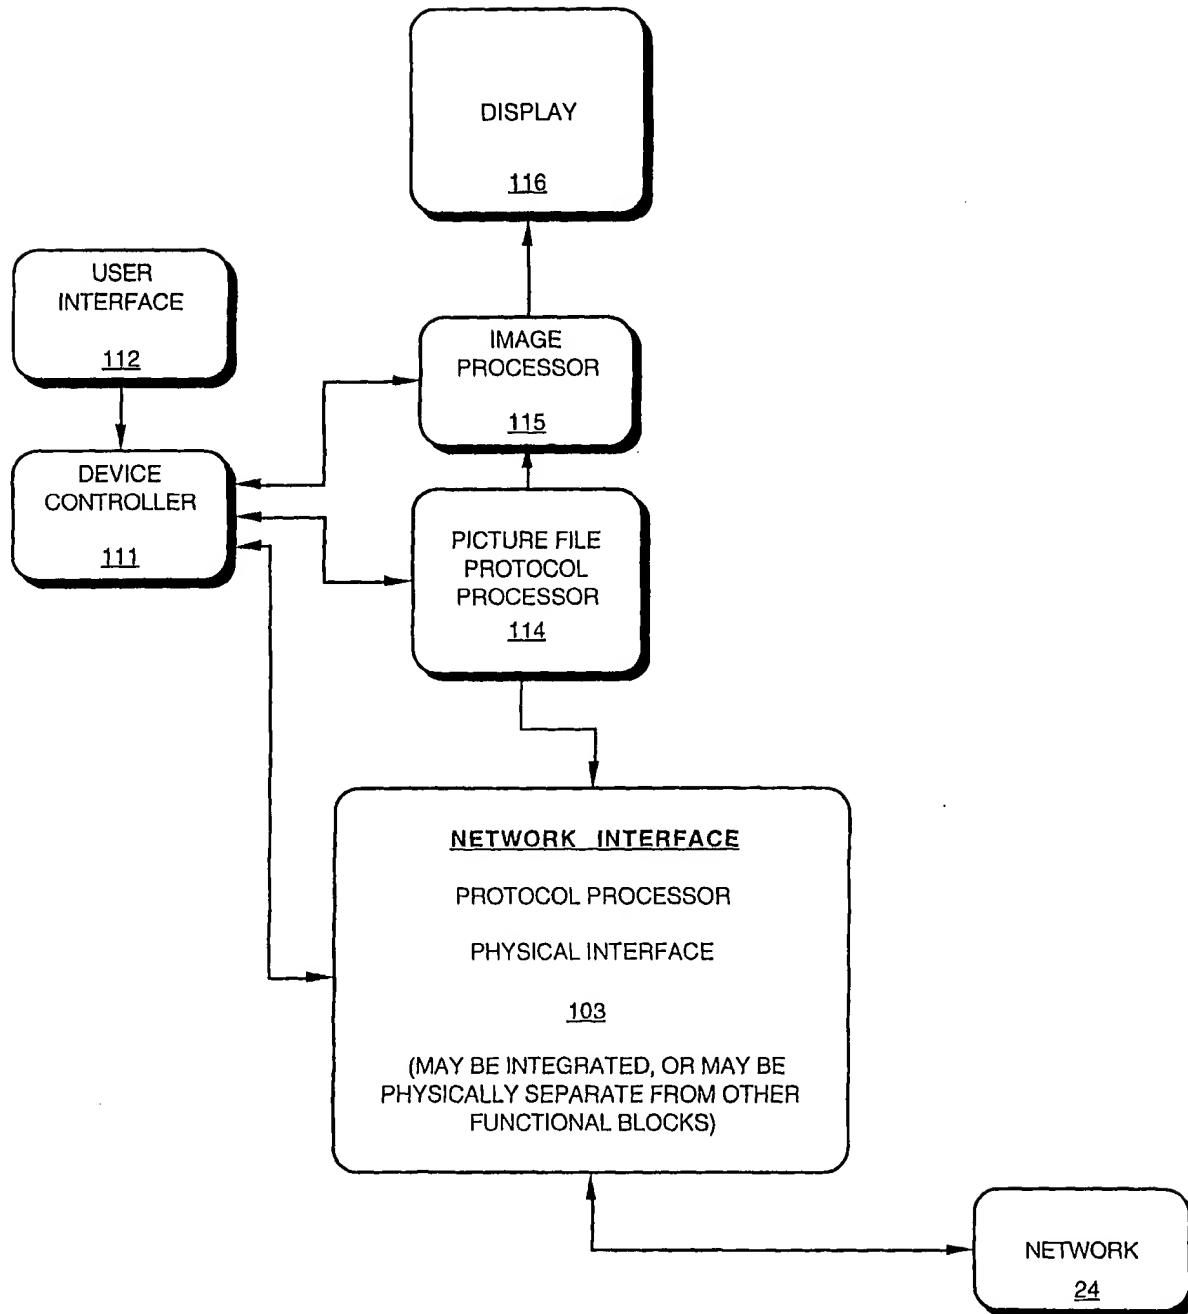 DISPLAY
116
USER
INTERFACE
112
IMAGE
PROCESSOR
115
DEVICE
CONTROLLER
111
PICTURE FILE
PROTOCOL
PROCESSOR
114
NETWORK INTERFACE
PROTOCOL PROCESSOR
PHYSICAL INTERFACE
103
(MAY BE INTEGRATED, OR MAY BE
PHYSICALLY SEPARATE FROM OTHER
FUNCTIONAL BLOCKS)
NETWORK
24